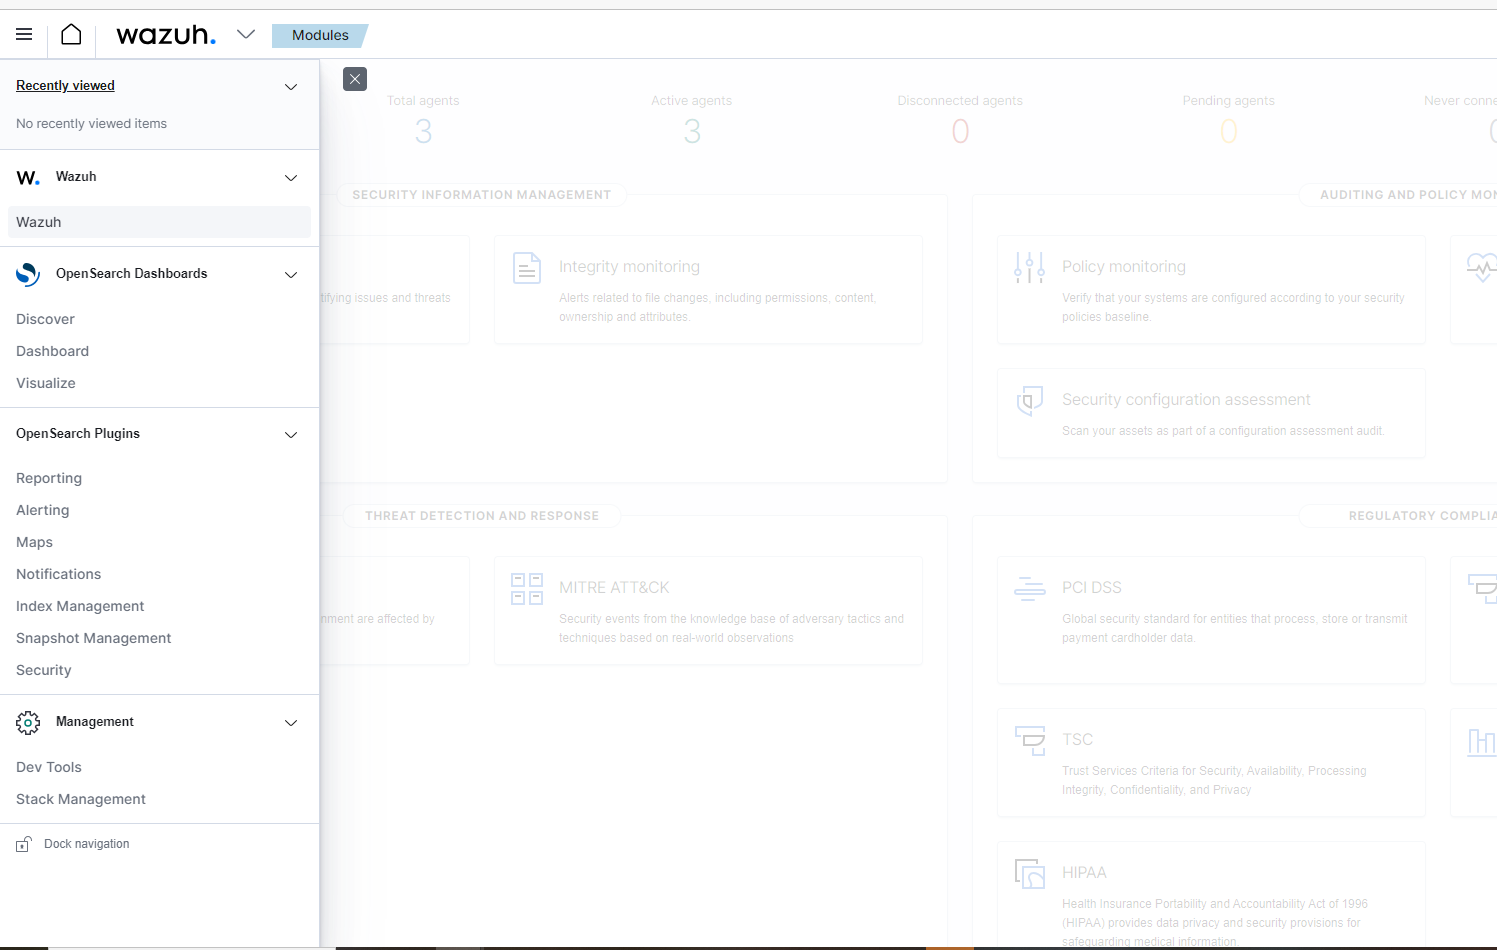 wazuh.
Modules
Recently viewed
No recently viewed items
W. Wazuh
Wazuh
OpenSearch Dashboards
Discover
Dashboard
Visualize
OpenSearch Plugins
Reporting
Alerting
Maps
Notifications
Index Management
Snapshot Management
Security
Management
Dev Tools
Stack Management
Dock navigation
Total agents
3
Active agents
3
Disconnected agents
0
Pending agents
0
Never conne
SECURITY INFORMATION MANAGEMENT
tifying issues and threats
Integrity monitoring
Alerts related to file changes, including permissions, content,
ownership and attributes.
AUDITING AND POLICY MON
Policy monitoring
Verify that your systems are configured according to your security
policies baseline.
Security configuration assessment
Scan your assets as part of a configuration assessment audit.
THREAT DETECTION AND RESPONSE
nment are affected by
MITRE ATT&CK
Security events from the knowledge base of adversary tactics and
techniques based on real-world observations
REGULATORY COMPLIA
PCI DSS
Global security standard for entities that process, store or transmit
payment cardholder data.
TSC
Trust Services Criteria for Security, Availability, Processing
Integrity, Confidentiality, and Privacy
HIPAA
Health Insurance Portability and Accountability Act of 1996
(HIPAA) provides data privacy and security provisions for
safeguarding medical information.